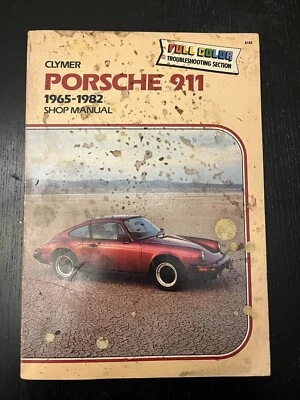 FULL COLOR
TROUBLESHOOTING SECTION
CLYMER
PORSCHE 911
1965-1982
SHOP MANUAL